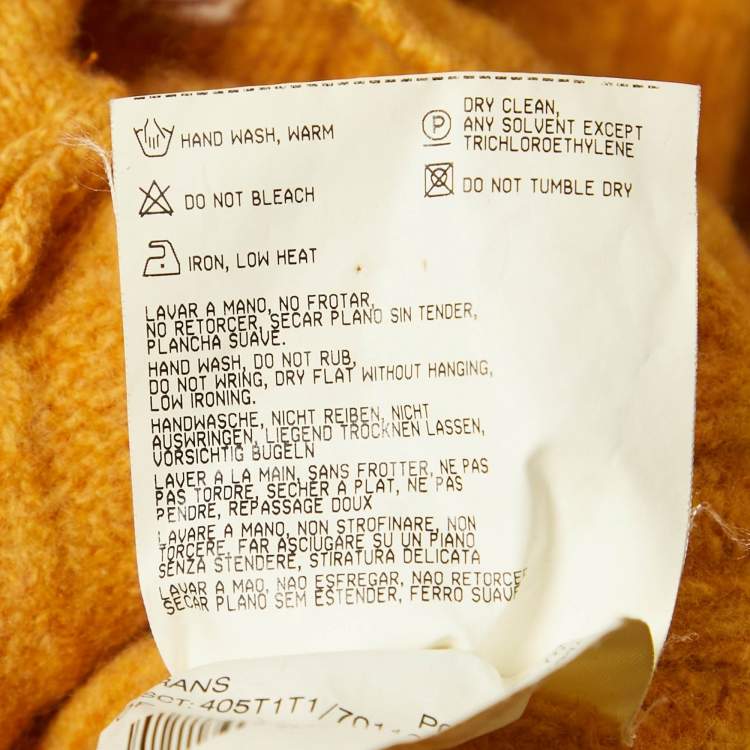 HAND WASH, WARM
DO NOT BLEACH
IRON, LOW HEAT
P
DRY CLEAN,
ANY SOLVENT EXCEPT
TRICHLOROETHYLENE
DO NOT TUMBLE DRY
LAVAR A MANO, NO FROTAR,
NO RETORCER, SECAR PLANO SIN TENDER,
PLANCHA SUAVE.
HAND WASH, DO NOT RUB,
DO NOT WRING, DRY FLAT WITHOUT HANGING,
LOW IRONING.
HANDWASCHE, NICHT REIBEN, NICHT
AUSWRINGEN, LIEGEND TROCKNEN LASSEN,
VORSICHTIG BUGELN
LAVER A LA MAIN, SANS FROTTER, NE PAS
PAS TORDRE, SECHER A PLAT, NE PAS
PENDRE, REPASSAGE DOUX
LAVARE A MANO, NON STROFINARE, NON
TORCERE, FAR ASCIUGARE SU UN PIANO
SENZA STENDERE, STIRATURA DELICATA
LAVAR A MAO, NAO ESFREGAR, NAO RETORCER
SECAR PLANO SEM ESTENDER, FERRO SUAVE
405T1T1